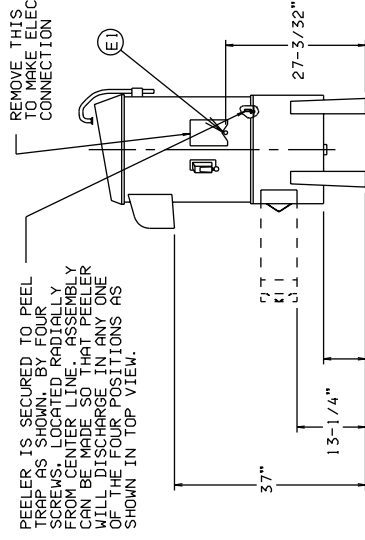 PEELER IS SECURED TO PEEL
TRAP AS SHOWN. BY FOUR
SCREWS. LOCATED RADIALLY
FROM CENTER LINE. ASSEMBLY
CAN BE MADE SO THAT PEELER
WILL DISCHARGE IN ANY ONE
OF THE FOUR POSITIONS AS
SHOWN IN TOP VIEW.
REMOVE THIS
TO MAKE ELEC
CONNECTION
E1
37"
13-1/4"
27-3/32"